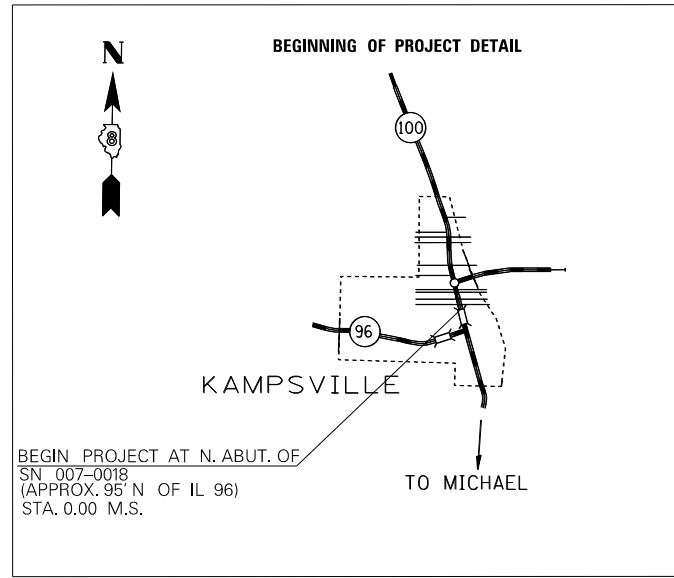 BEGINNING OF PROJECT DETAIL
N
8
100
96
KAMPSVILLE
BEGIN PROJECT AT N. ABUT. OF
SN 007-0018
(APPROX. 95' N OF IL 96)
STA. 0.00 M.S.
TO MICHAEL